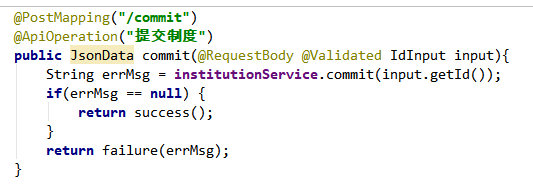 @PostMapping("/commit")
@ApiOperation("提交制度")
public JsonData commit(@RequestBody @Validated IdInput input){
    String errMsg = institutionService.commit(input.getId());
    if(errMsg == null) {
        return success();
    }
    return failure(errMsg);
}